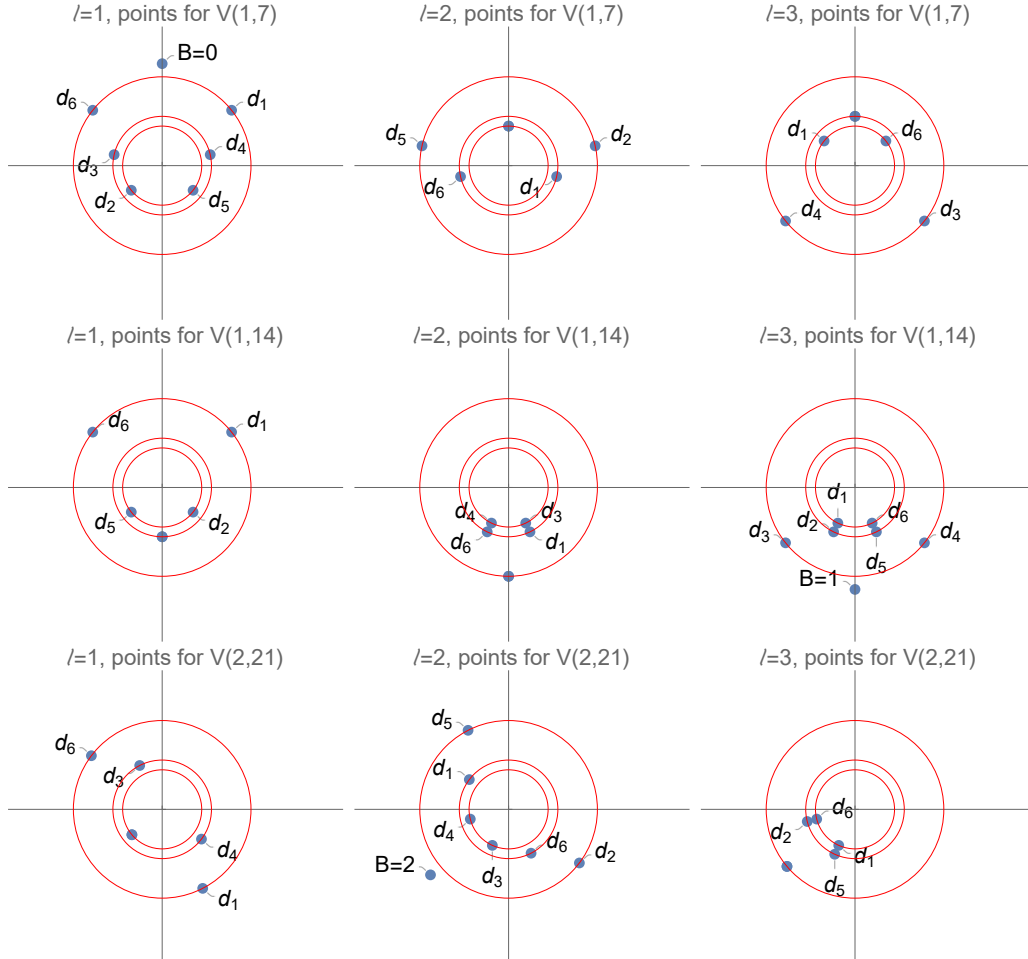 ℓ=1, points for V(1,7)
B=0
d6
d1
d3
d4
d2
d5
ℓ=2, points for V(1,7)
d5
d2
d6
d1
ℓ=3, points for V(1,7)
d1
d6
d4
d3
ℓ=1, points for V(1,14)
d6
d1
d5
d2
ℓ=2, points for V(1,14)
d4
d3
d6
d1
ℓ=3, points for V(1,14)
d1
d2
d6
d3
d4
d5
B=1
ℓ=1, points for V(2,21)
d6
d3
d4
d1
ℓ=2, points for V(2,21)
d5
d1
d4
d6
d3
d2
B=2
ℓ=3, points for V(2,21)
d6
d2
d1
d5